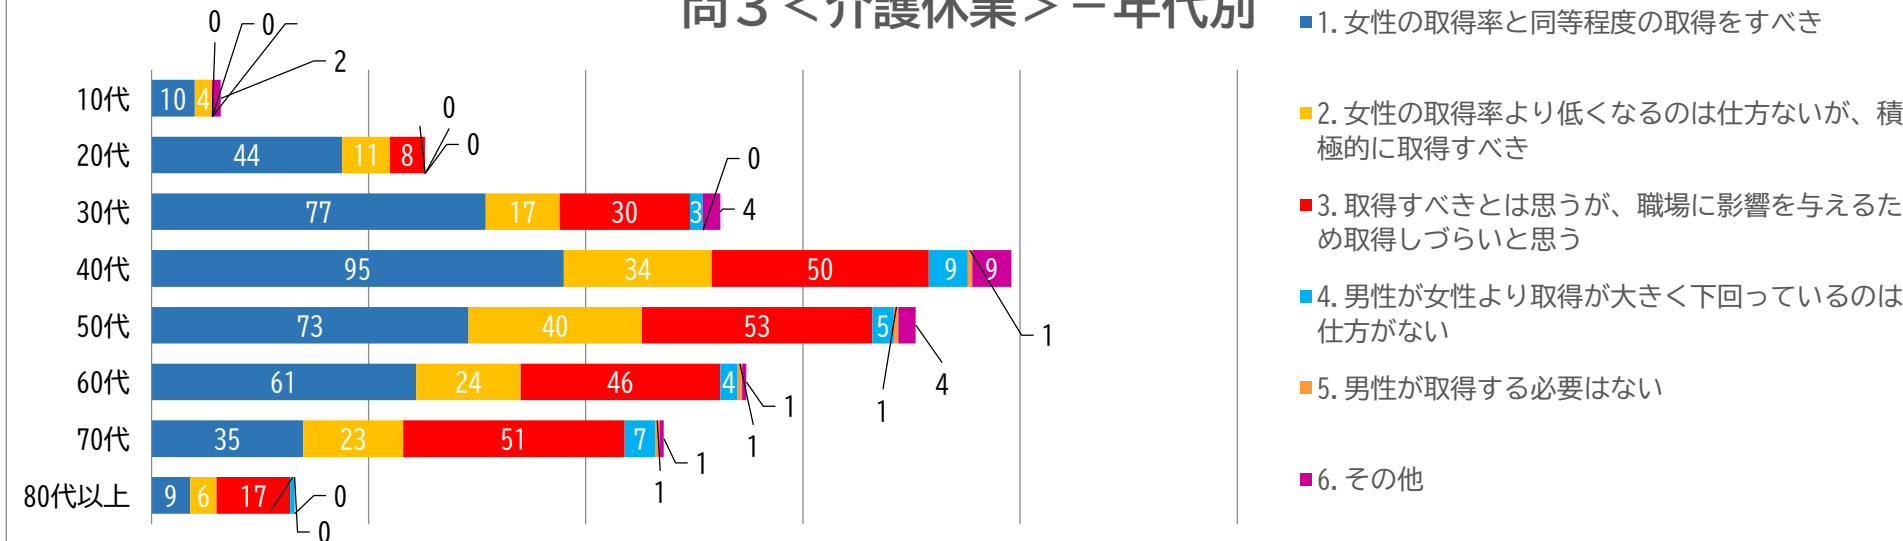 問３＜介護休業＞－年代別
0
0
2
10代 10 4
0
0
0
20代 44 11 8
0
30代 77 17 30 3 4
40代 95 34 50 9 9
1
50代 73 40 53 5
4
1
60代 61 24 46 4
1
1
70代 35 23 51 7
1
1
80代以上 9 6 17
0
0
1. 女性の取得率と同等程度の取得をすべき
2. 女性の取得率より低くなるのは仕方ないが、積
極的に取得すべき
3. 取得すべきとは思うが、職場に影響を与えるた
め取得しづらいと思う
4. 男性が女性より取得が大きく下回っているのは
仕方がない
5. 男性が取得する必要はない
6. その他